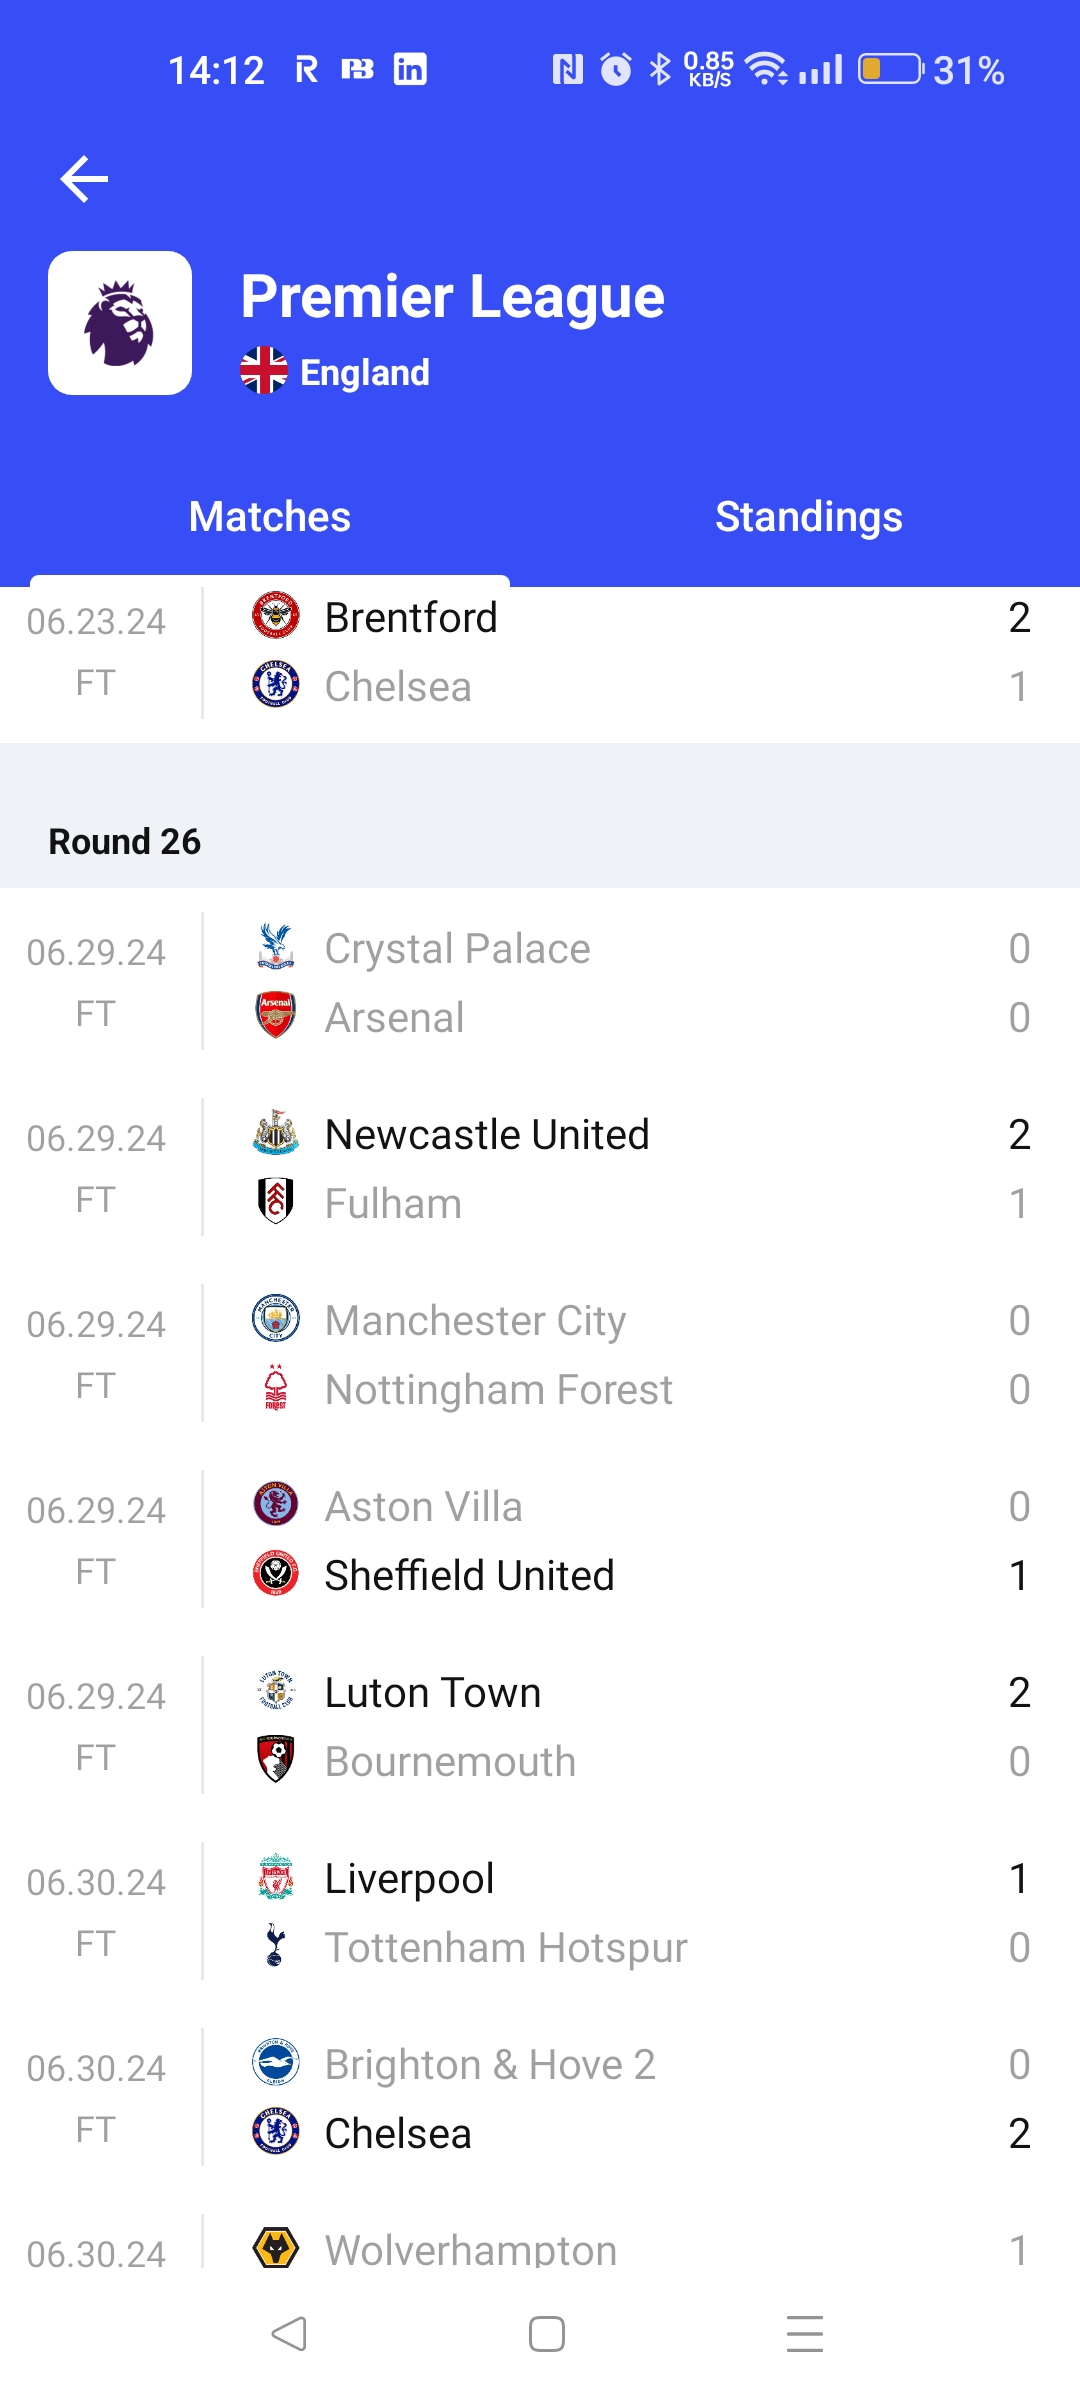 14:12 0.85 KB/S 31%
Premier League
England
Matches Standings
06.23.24 Brentford 2
FT Chelsea 1
Round 26
06.29.24 Crystal Palace 0
FT Arsenal 0
06.29.24 Newcastle United 2
FT Fulham 1
06.29.24 Manchester City 0
FT Nottingham Forest 0
06.29.24 Aston Villa 0
FT Sheffield United 1
06.29.24 Luton Town 2
FT Bournemouth 0
06.30.24 Liverpool 1
FT Tottenham Hotspur 0
06.30.24 Brighton & Hove 2 0
FT Chelsea 2
06.30.24 Wolverhampton 1